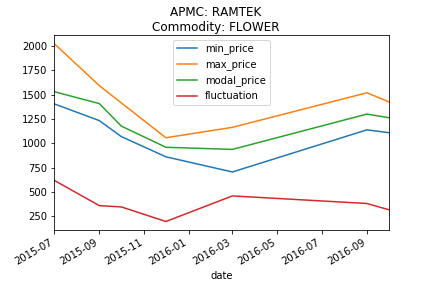 APMC: RAMTEK
Commodity: FLOWER
min_price
max_price
modal_price
fluctuation
2000
1750
1500
1250
1000
750
500
250
2015-07
2015-09
2015-11
2016-01
2016-03
2016-05
2016-07
2016-09
date